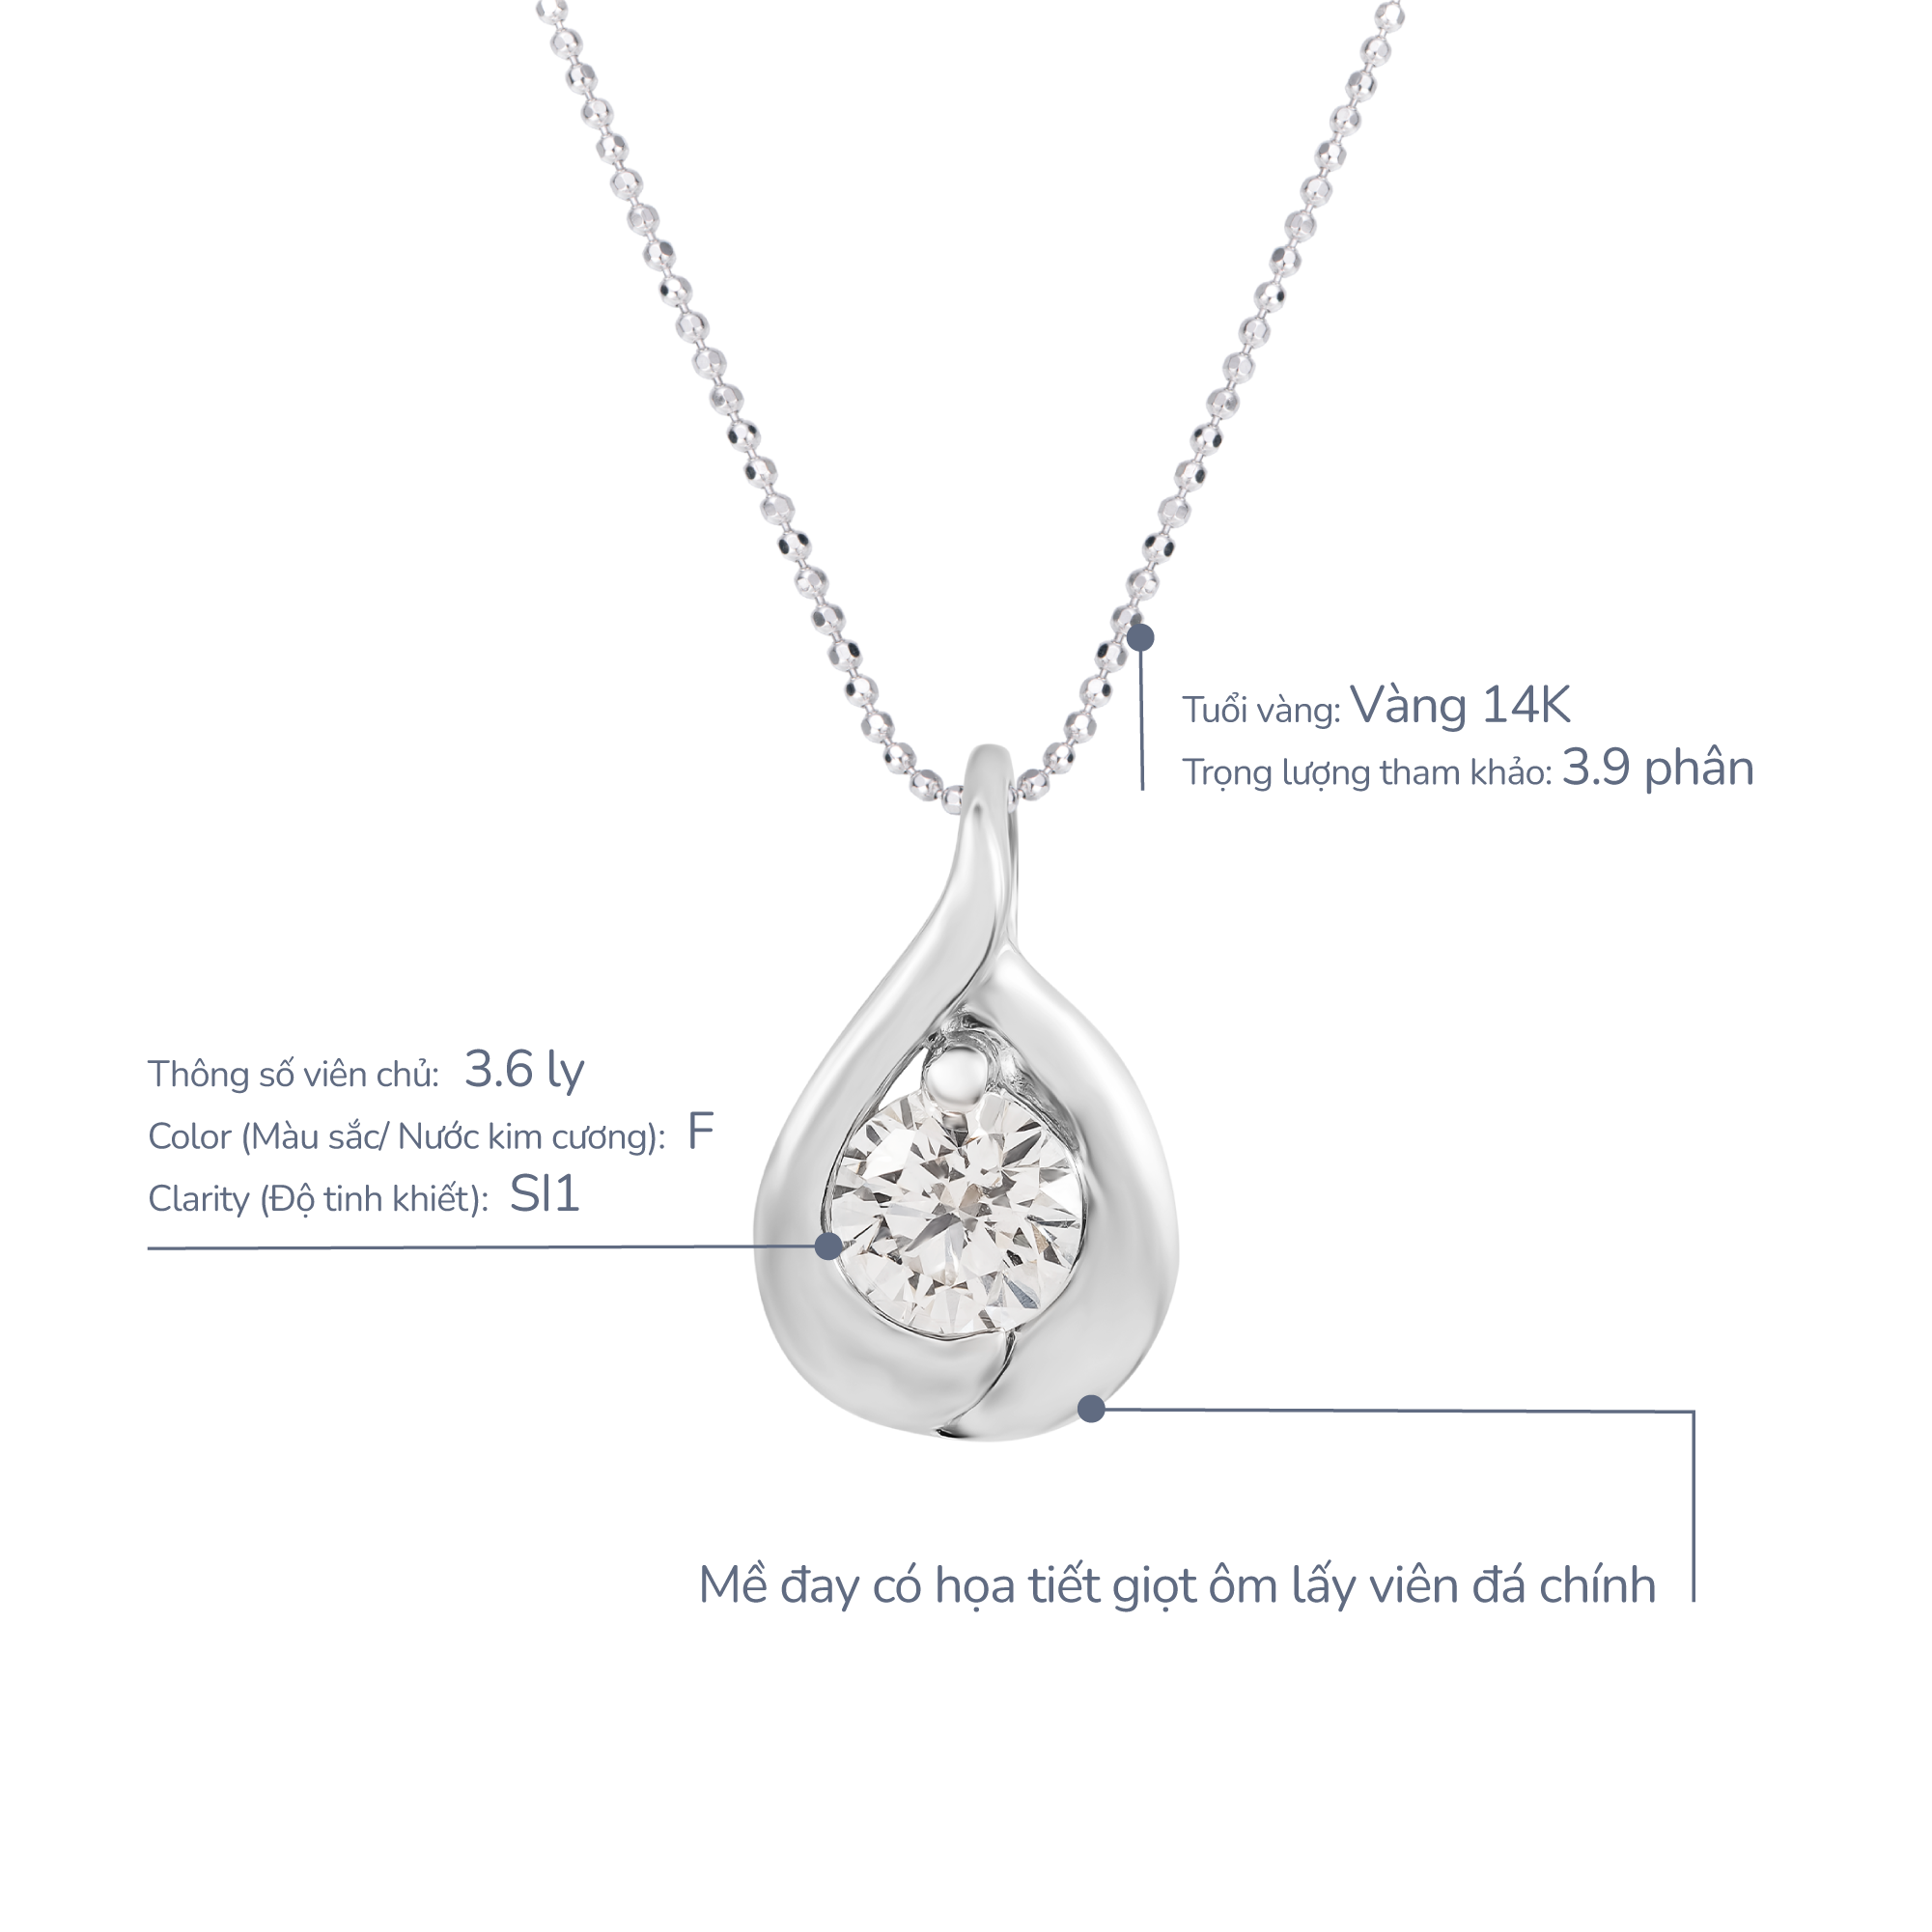 Tuổi vàng: Vàng 14K
Trọng lượng tham khảo: 3.9 phân
Thông số viên chủ: 3.6 ly
Color (Màu sắc/ Nước kim cương): F
Clarity (Độ tinh khiết): SI1
Mề đay có họa tiết giọt ôm lấy viên đá chính